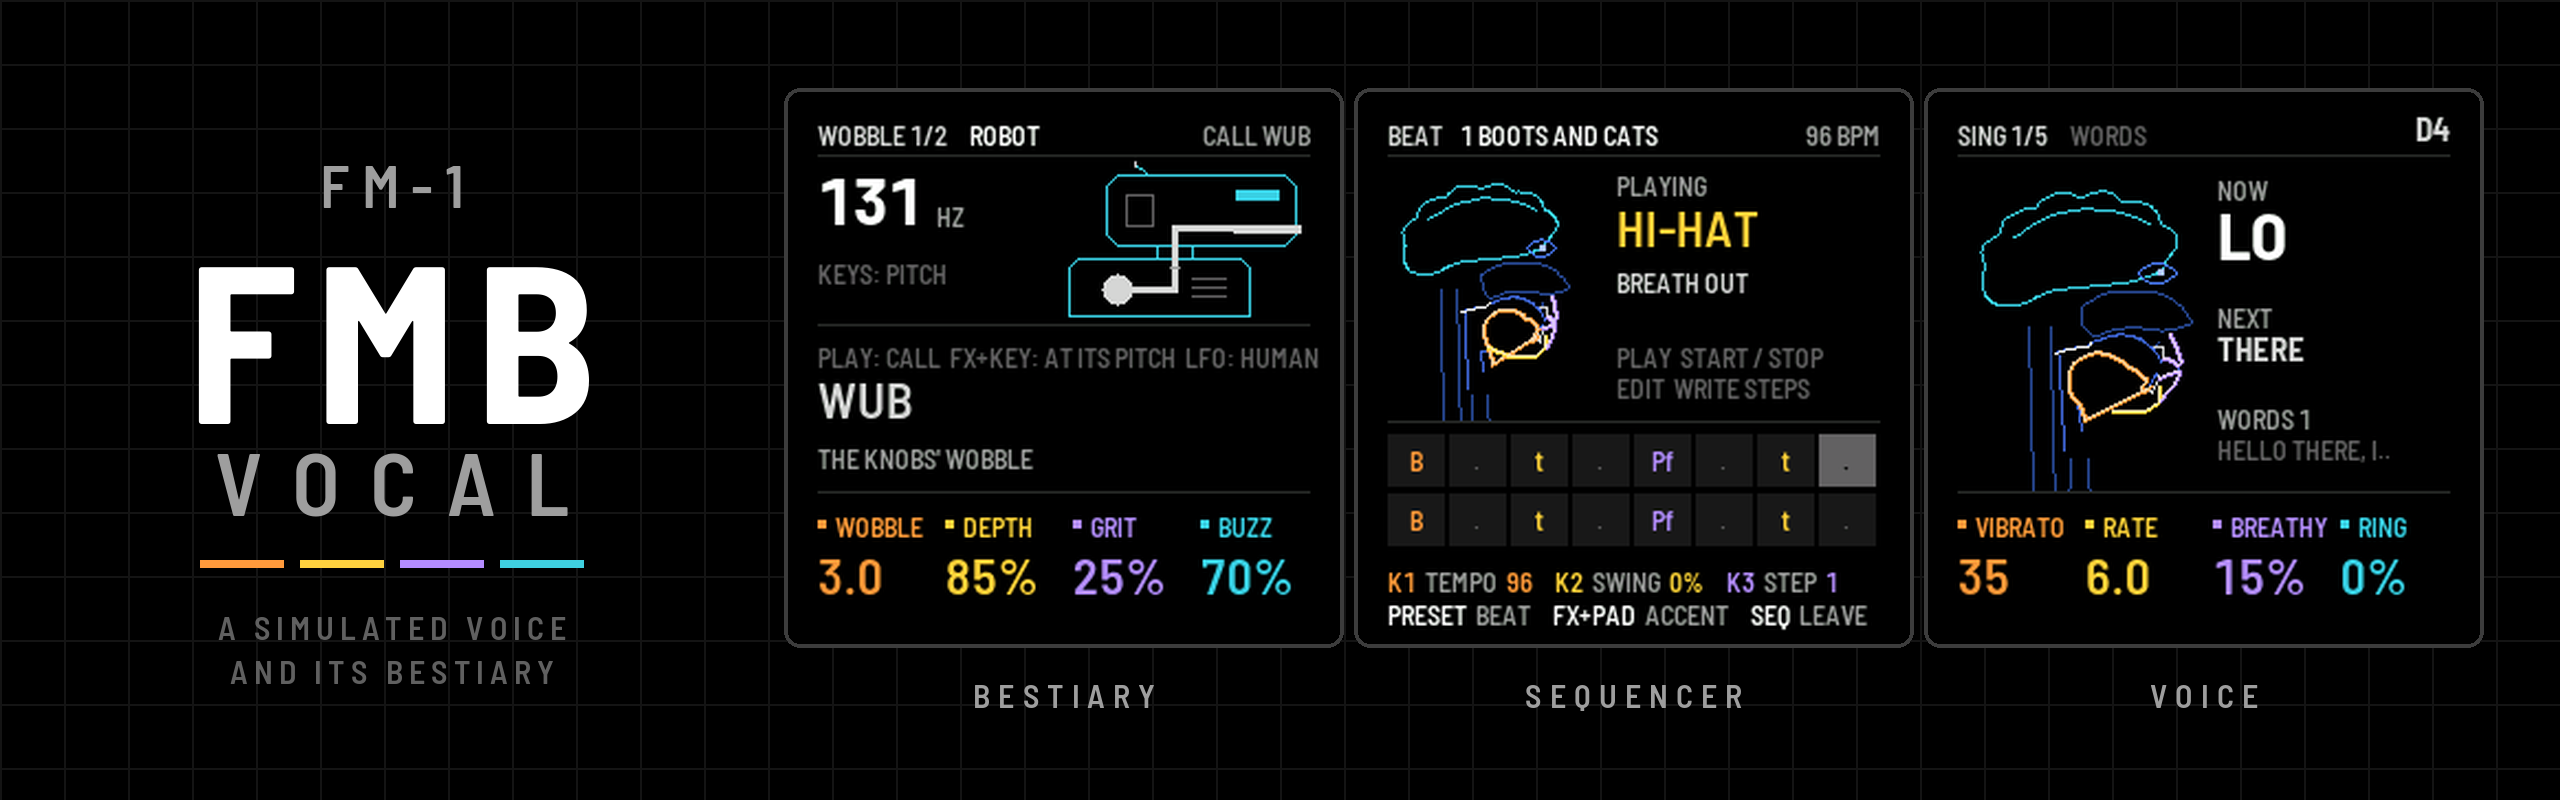 FM-1
FMB
VOCAL
A SIMULATED VOICE
AND ITS BESTIARY
WOBBLE 1/2 ROBOT CALL WUB
131 HZ
KEYS: PITCH
PLAY: CALL FX+KEY: AT ITS PITCH LFO: HUMAN
WUB
THE KNOBS' WOBBLE
WOBBLE DEPTH GRIT BUZZ
3.0 85% 25% 70%
BESTIARY
BEAT 1 BOOTS AND CATS 96 BPM
PLAYING
HI-HAT
BREATH OUT
PLAY START / STOP
EDIT WRITE STEPS
B . t . Pf . t .
B . t . Pf . t .
K1 TEMPO 96 K2 SWING 0% K3 STEP 1
PRESET BEAT FX+PAD ACCENT SEQ LEAVE
SEQUENCER
SING 1/5 WORDS D4
NOW
LO
NEXT
THERE
WORDS 1
HELLO THERE, I..
VIBRATO RATE BREATHY RING
35 6.0 15% 0%
VOICE